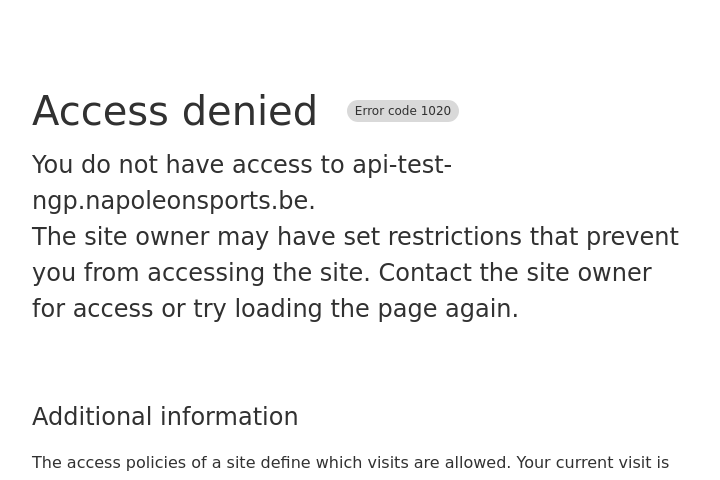 Access denied Error code 1020
You do not have access to api-test-
ngp.napoleonsports.be.
The site owner may have set restrictions that prevent
you from accessing the site. Contact the site owner
for access or try loading the page again.
Additional information
The access policies of a site define which visits are allowed. Your current visit is